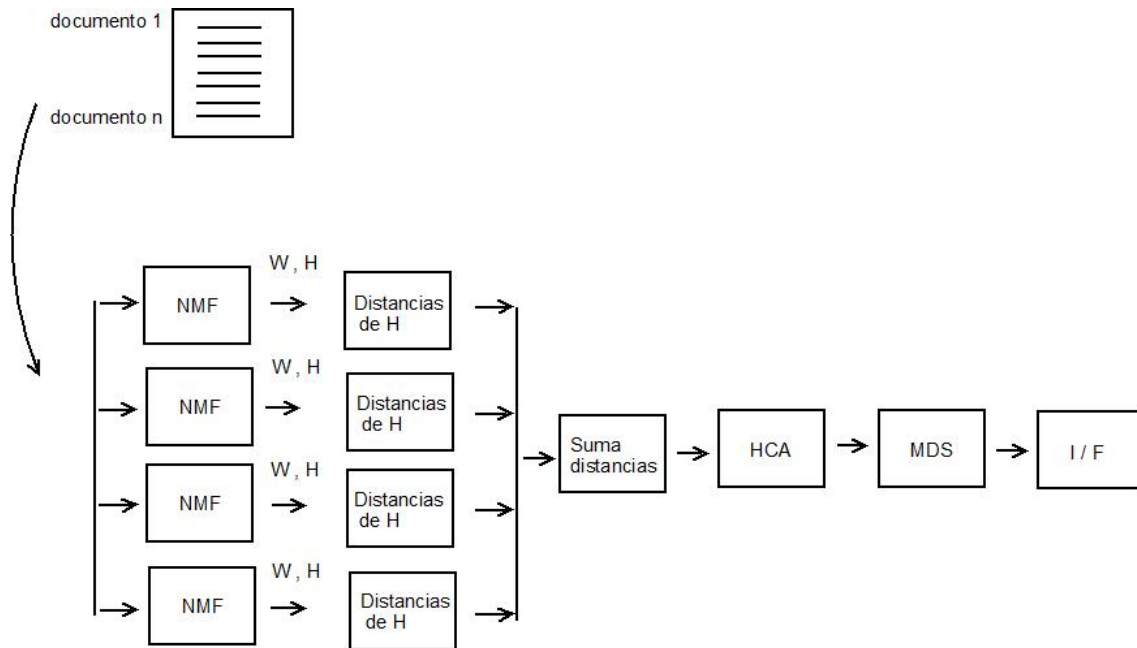 documento 1
documento n
W , H
NMF
Distancias
de H
W , H
NMF
Distancias
de H
W , H
NMF
Distancias
de H
W , H
NMF
Distancias
de H
Suma
distancias
HCA
MDS
I / F